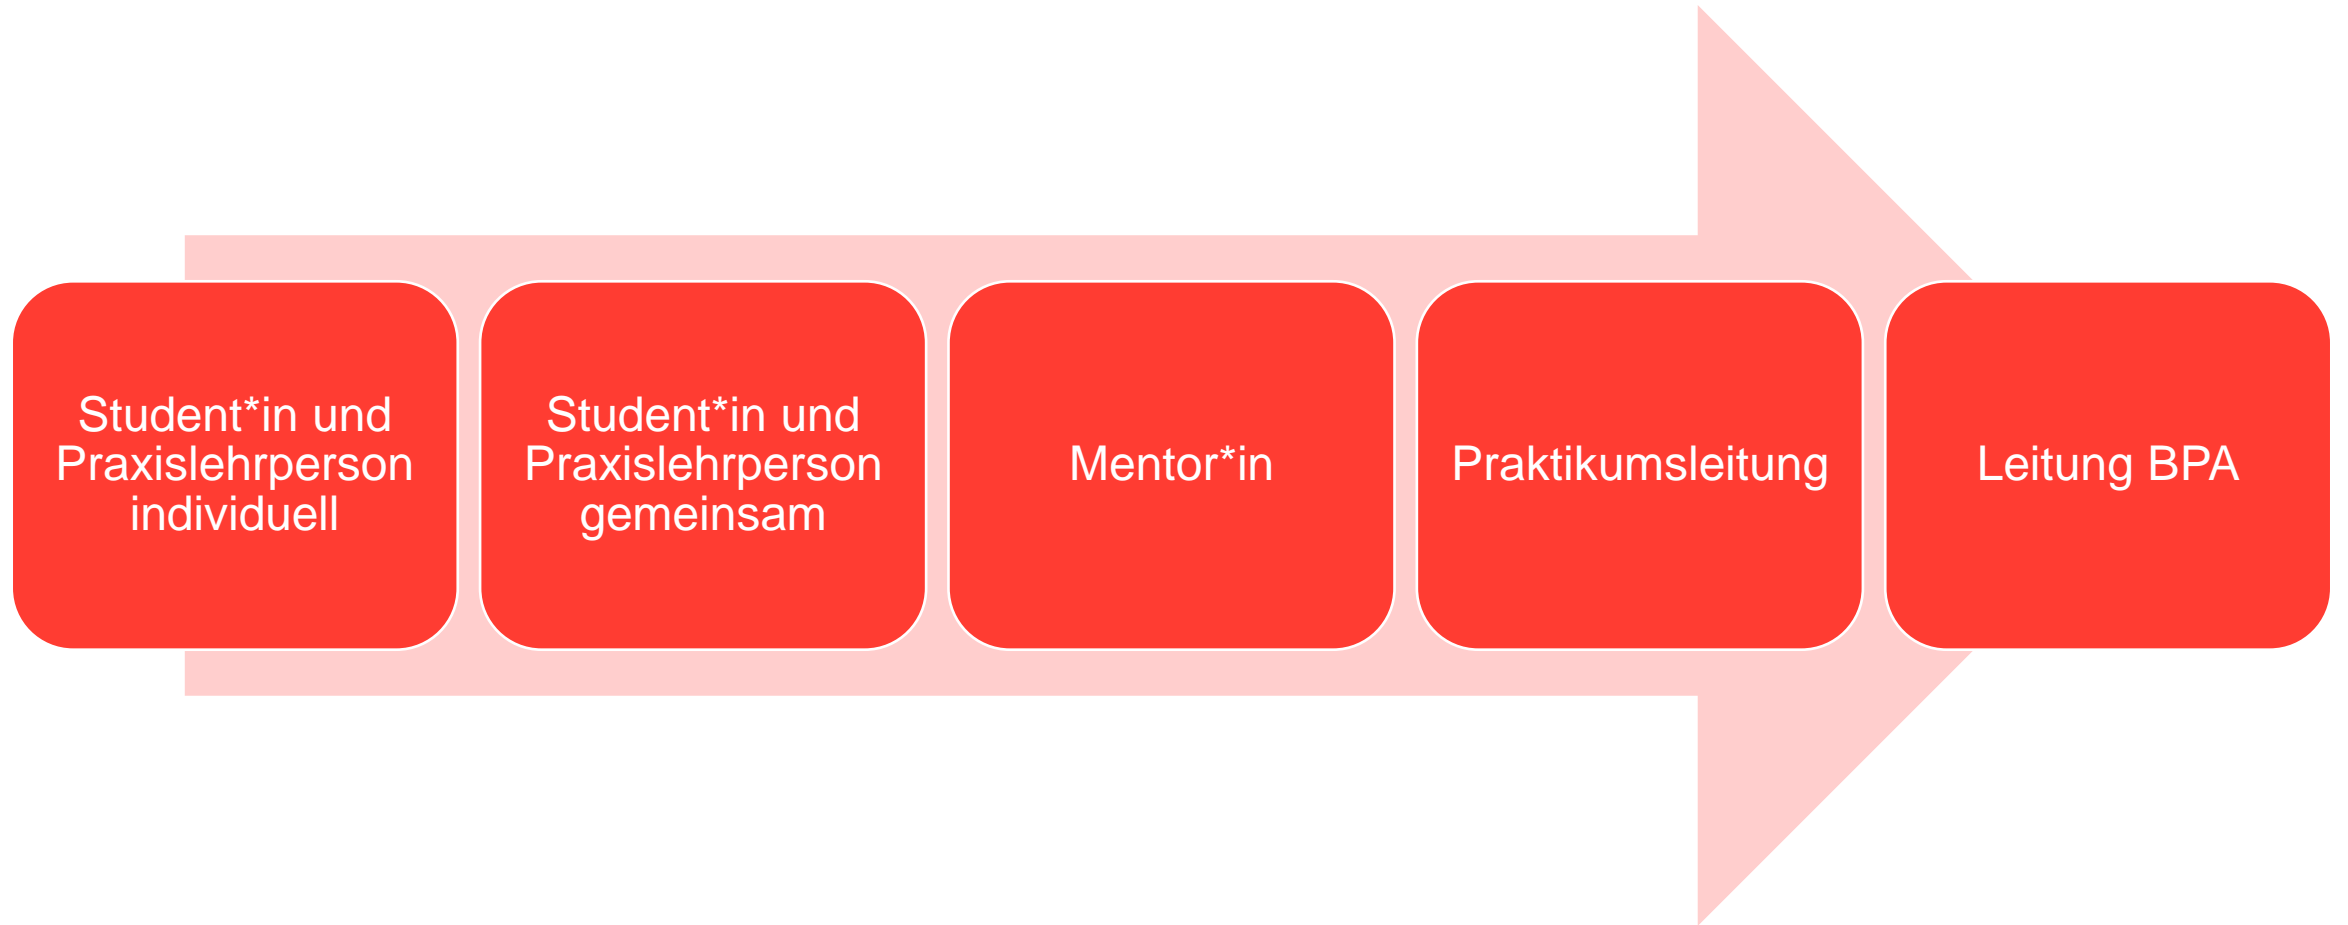 Student*in und
Praxislehrperson
individuell
Student*in und
Praxislehrperson
gemeinsam
Mentor*in
Praktikumsleitung
Leitung BPA